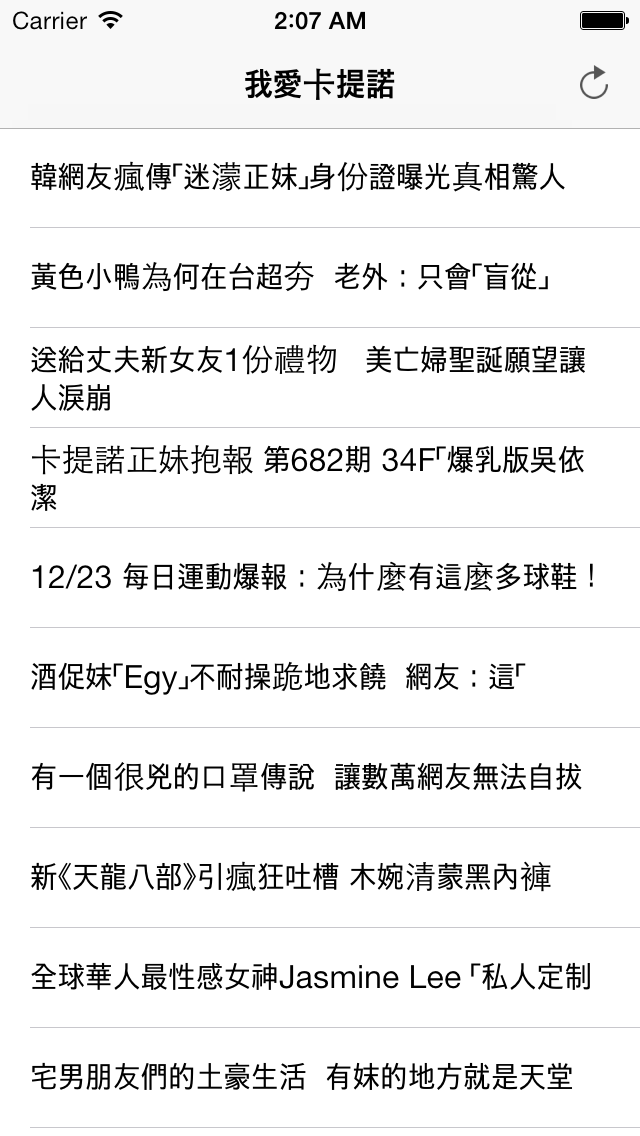 Carrier 2:07 AM
我愛卡提諾
韓網友瘋傳「迷濛正妹」身份證曝光真相驚人
黃色小鴨為何在台超夯 老外：只會「盲從」
送給丈夫新女友1份禮物 美亡婦聖誕願望讓
人淚崩
卡提諾正妹抱報 第682期 34F「爆乳版吳依
潔
12/23 每日運動爆報：為什麼有這麼多球鞋！
酒促妹「Egy」不耐操跪地求饒 網友：這「
有一個很兇的口罩傳說 讓數萬網友無法自拔
新《天龍八部》引瘋狂吐槽 木婉清蒙黑內褲
全球華人最性感女神Jasmine Lee「私人定制
宅男朋友們的土豪生活 有妹的地方就是天堂